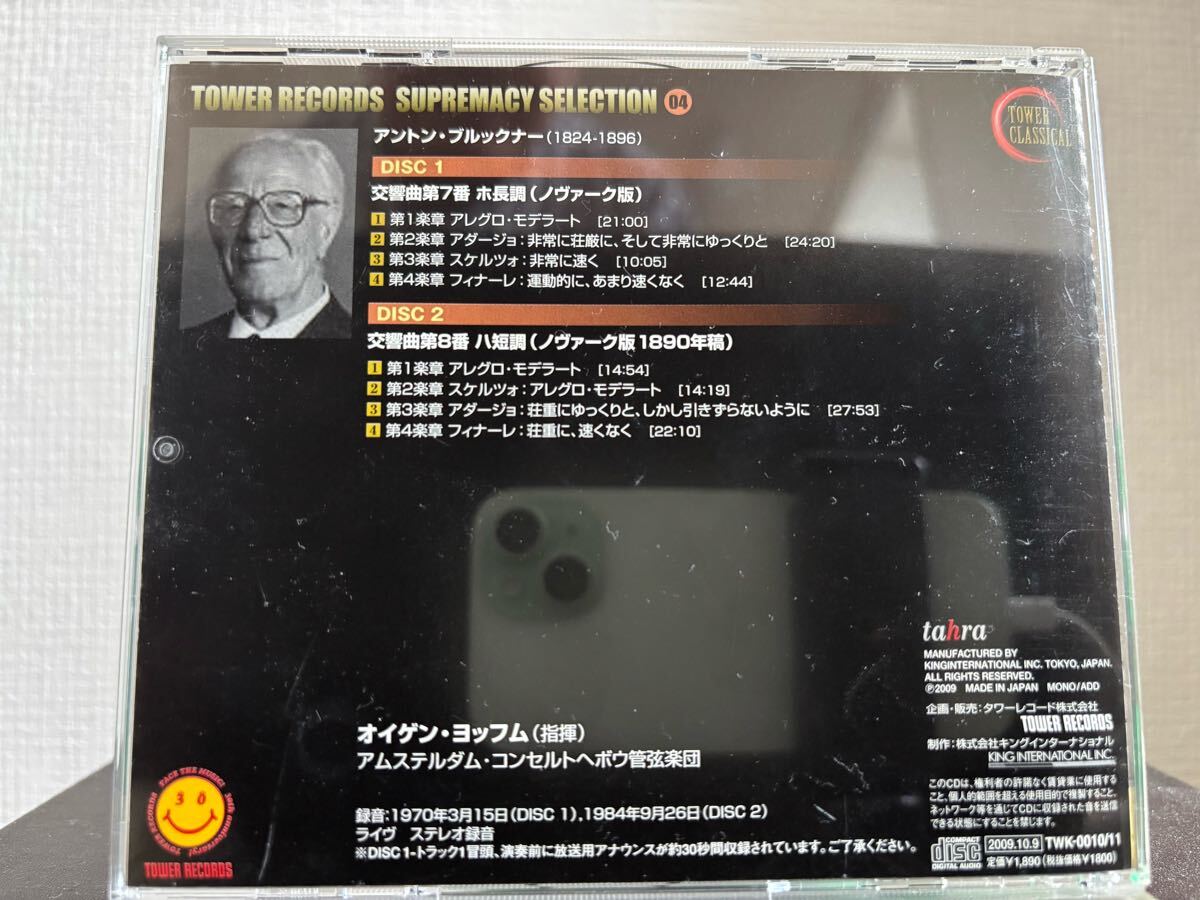 TOWER RECORDS SUPREMACY SELECTION 04
TOWER
CLASSICAL
アントン・ブルックナー(1824-1896)
DISC 1
交響曲第7番 ホ長調(ノヴァーク版)
1 第1楽章 アレグロ・モデラート [21:00]
2 第2楽章 アダージョ:非常に荘厳に、そして非常にゆっくりと [24:20]
3 第3楽章 スケルツォ:非常に速く [10:05]
4 第4楽章 フィナーレ:運動的に、あまり速くなく [12:44]
DISC 2
交響曲第8番 ハ短調(ノヴァーク版1890年稿)
1 第1楽章 アレグロ・モデラート [14:54]
2 第2楽章 スケルツォ:アレグロ・モデラート [14:19]
3 第3楽章 アダージョ:荘重にゆっくりと、しかし引きずらないように [27:53]
4 第4楽章 フィナーレ:荘重に、速くなく [22:10]
オイゲン・ヨッフム(指揮)
アムステルダム・コンセルトヘボウ管弦楽団
録音:1970年3月15日(DISC 1),1984年9月26日(DISC 2)
ライヴ ステレオ録音
※DISC1-トラック1冒頭、演奏前に放送用アナウンスが約30秒間収録されています。ご了承ください。
FACE THE MUSIC!
30th anniversary!
TOWER RECORDS
30
TOWER RECORDS
tahra
MANUFACTURED BY
KINGINTERNATIONAL INC. TOKYO, JAPAN.
ALL RIGHTS RESERVED.
℗2009 MADE IN JAPAN MONO/ADD
企画・販売:タワーレコード株式会社
TOWER RECORDS
制作:株式会社キングインターナショナル
KING INTERNATIONAL INC.
このCDは、権利者の許諾なく賃貸業に使用する
こと、個人的範囲を超える使用目的で複製すること、
ネットワーク等を通じてCDに収録された音を送信
できる状態にすることを禁じます。
COMPACT
disc
DIGITAL AUDIO
2009.10.9 TWK-0010/11
定価¥1,890(税抜価格¥1800)